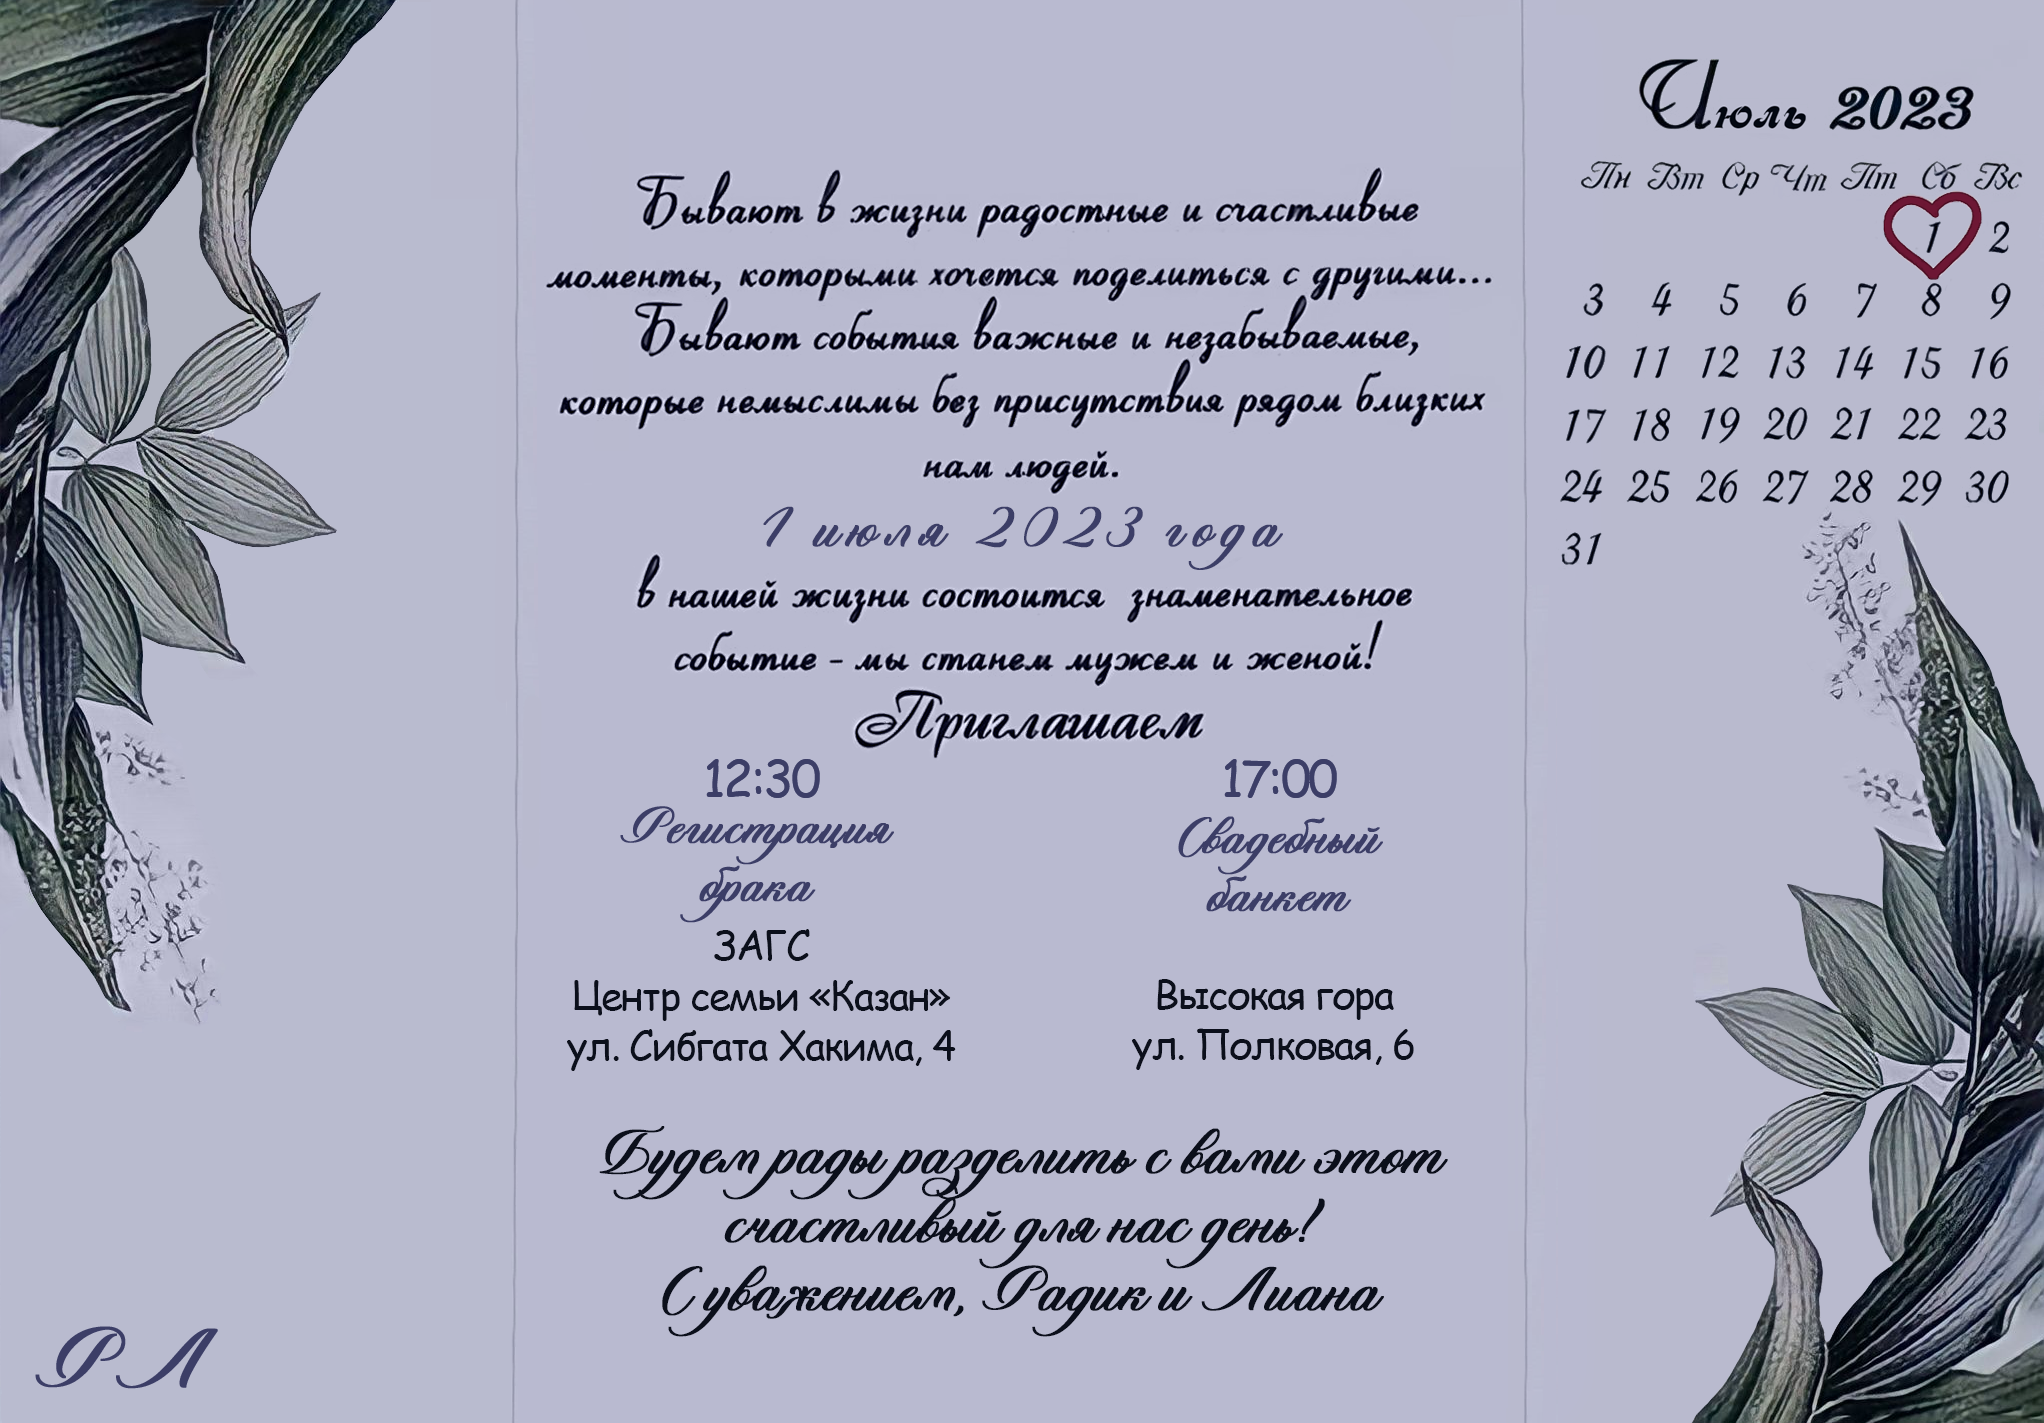 Бывают в жизни радостные и счастливые
моменты, которыми хочется поделиться с другими...
Бывают события важные и незабываемые,
которые немыслимы без присутствия рядом близких
нам людей.
1 июля 2023 года
в нашей жизни состоится знаменательное
событие - мы станем мужем и женой!
Приглашаем
12:30
Регистрация
брака
ЗАГС
Центр семьи «Казан»
ул. Сибгата Хакима, 4
17:00
Свадебный
банкет
Высокая гора
ул. Полковая, 6
Будем рады разделить с вами этот
счастливый для нас день!
С уважением, Радик и Лиана
Р Л
Июль 2023
Пн Вт Ср Чт Пт Сб Вс
1 2
3 4 5 6 7 8 9
10 11 12 13 14 15 16
17 18 19 20 21 22 23
24 25 26 27 28 29 30
31